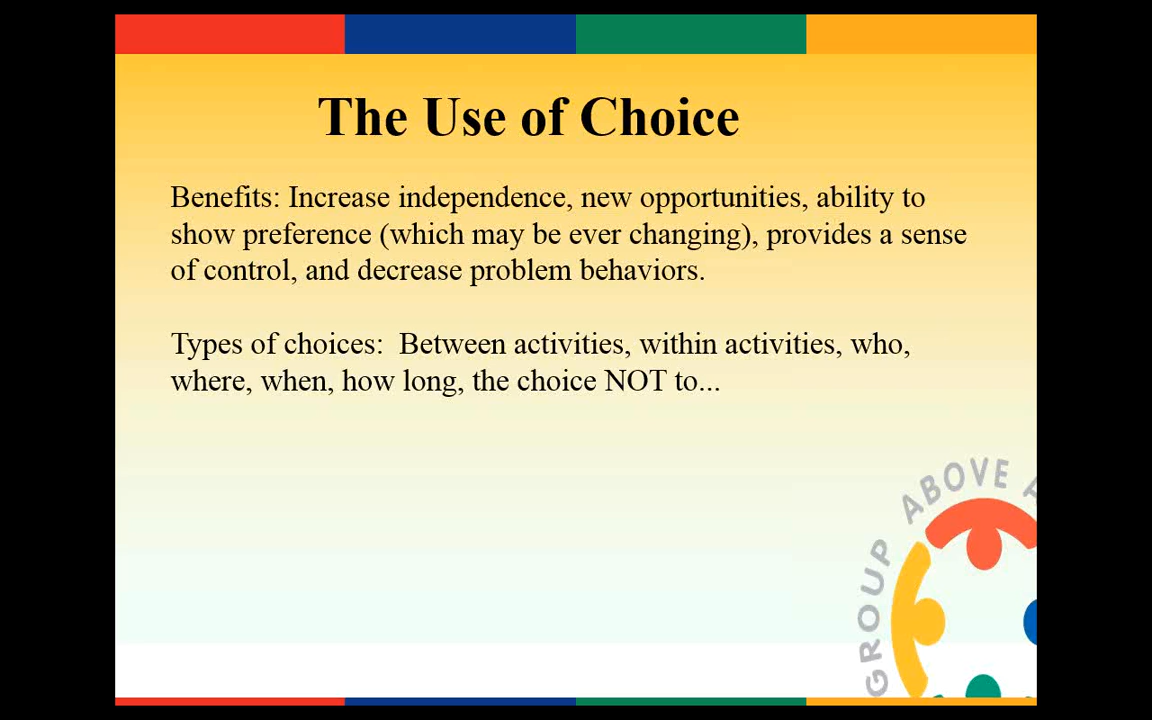 The Use of Choice
Benefits: Increase independence, new opportunities, ability to
show preference (which may be ever changing), provides a sense
of control, and decrease problem behaviors.
Types of choices:  Between activities, within activities, who,
where, when, how long, the choice NOT to...
GROUP ABOVE